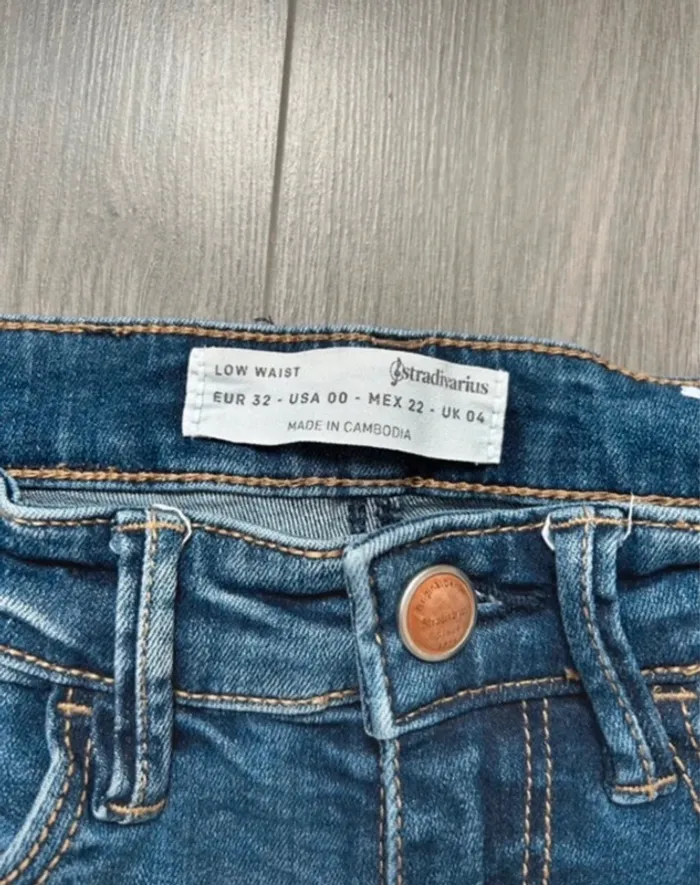 LOW WAIST stradivarius
EUR 32 - USA 00 - MEX 22 - UK 04
MADE IN CAMBODIA